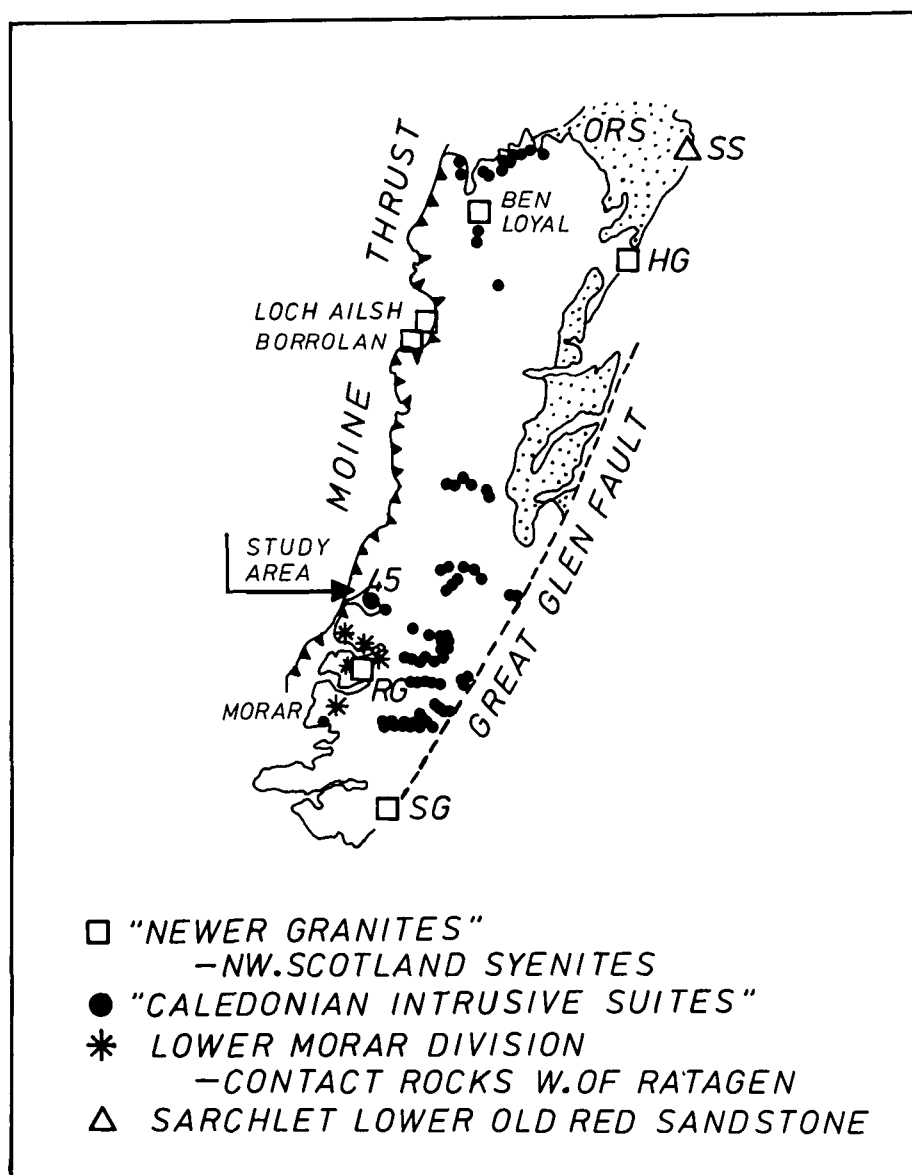 ORS
SS
THRUST
BEN
LOYAL
HG
LOCH AILSH
BORROLAN
MOINE
STUDY
AREA
45
GREAT GLEN FAULT
RG
MORAR
SG
"NEWER GRANITES"
–NW.SCOTLAND SYENITES
"CALEDONIAN INTRUSIVE SUITES"
LOWER MORAR DIVISION
–CONTACT ROCKS W.OF RATAGEN
SARCHLET LOWER OLD RED SANDSTONE